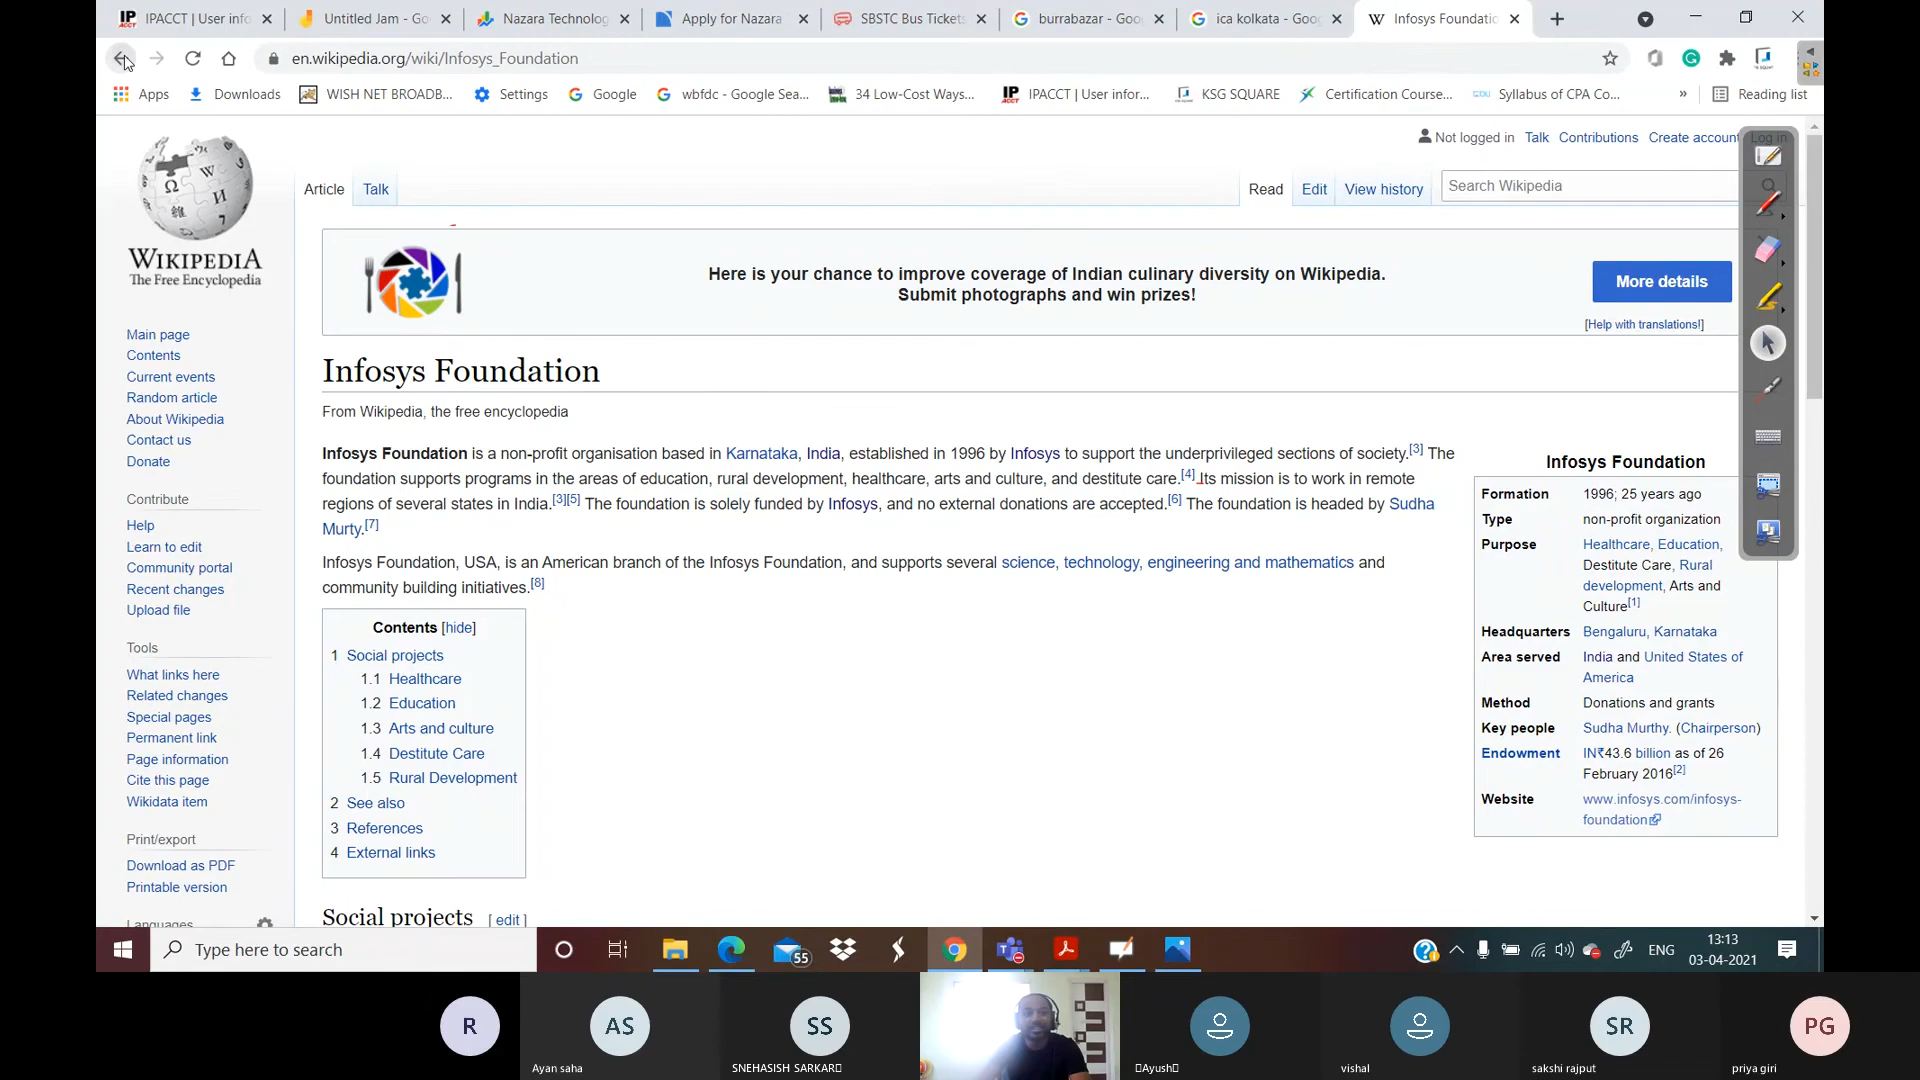 IPACCT | User info
Untitled Jam - Go
Nazara Technolog
Apply for Nazara
SBSTC Bus Tickets
burrabazar - Goo
ica kolkata - Goog
Infosys Foundatio
en.wikipedia.org/wiki/Infosys_Foundation
Apps
Downloads
WISH NET BROADB...
Settings
Google
wbfdc - Google Sea...
34 Low-Cost Ways...
IPACCT | User infor...
KSG SQUARE
Certification Course...
Syllabus of CPA Co...
»
Reading list
Not logged in Talk Contributions Create account Log in
Article Talk
Read Edit View history Search Wikipedia
WIKIPEDIA
The Free Encyclopedia
Main page
Contents
Current events
Random article
About Wikipedia
Contact us
Donate
Contribute
Help
Learn to edit
Community portal
Recent changes
Upload file
Tools
What links here
Related changes
Special pages
Permanent link
Page information
Cite this page
Wikidata item
Print/export
Download as PDF
Printable version
Languages
Here is your chance to improve coverage of Indian culinary diversity on Wikipedia.
Submit photographs and win prizes!
More details
[Help with translations!]
Infosys Foundation
From Wikipedia, the free encyclopedia
Infosys Foundation is a non-profit organisation based in Karnataka, India, established in 1996 by Infosys to support the underprivileged sections of society.[3] The
foundation supports programs in the areas of education, rural development, healthcare, arts and culture, and destitute care.[4] Its mission is to work in remote
regions of several states in India.[3][5] The foundation is solely funded by Infosys, and no external donations are accepted.[6] The foundation is headed by Sudha
Murty.[7]
Infosys Foundation, USA, is an American branch of the Infosys Foundation, and supports several science, technology, engineering and mathematics and
community building initiatives.[8]
Contents [hide]
1 Social projects
1.1 Healthcare
1.2 Education
1.3 Arts and culture
1.4 Destitute Care
1.5 Rural Development
2 See also
3 References
4 External links
Social projects [ edit ]
Infosys Foundation
Formation 1996; 25 years ago
Type non-profit organization
Purpose Healthcare, Education,
Destitute Care, Rural
development, Arts and
Culture[1]
Headquarters Bengaluru, Karnataka
Area served India and United States of
America
Method Donations and grants
Key people Sudha Murthy. (Chairperson)
Endowment IN₹43.6 billion as of 26
February 2016[2]
Website www.infosys.com/infosys-
foundation
Type here to search
55
ENG
13:13
03-04-2021
R
AS
SS
SR
PG
Ayan saha
SNEHASISH SARKAR
Ayush
vishal
sakshi rajput
priya giri